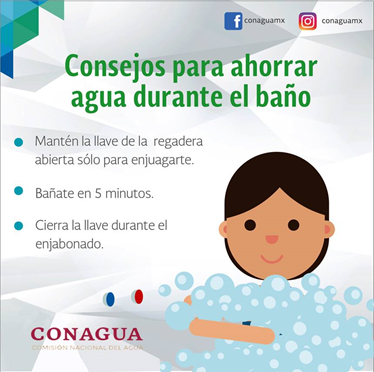 conaguamx
conaguamx
Consejos para ahorrar
agua durante el baño
Mantén la llave de la regadera
abierta sólo para enjuagarte.
Bañate en 5 minutos.
Cierra la llave durante el
enjabonado.
CONAGUA
COMISIÓN NACIONAL DEL AGUA